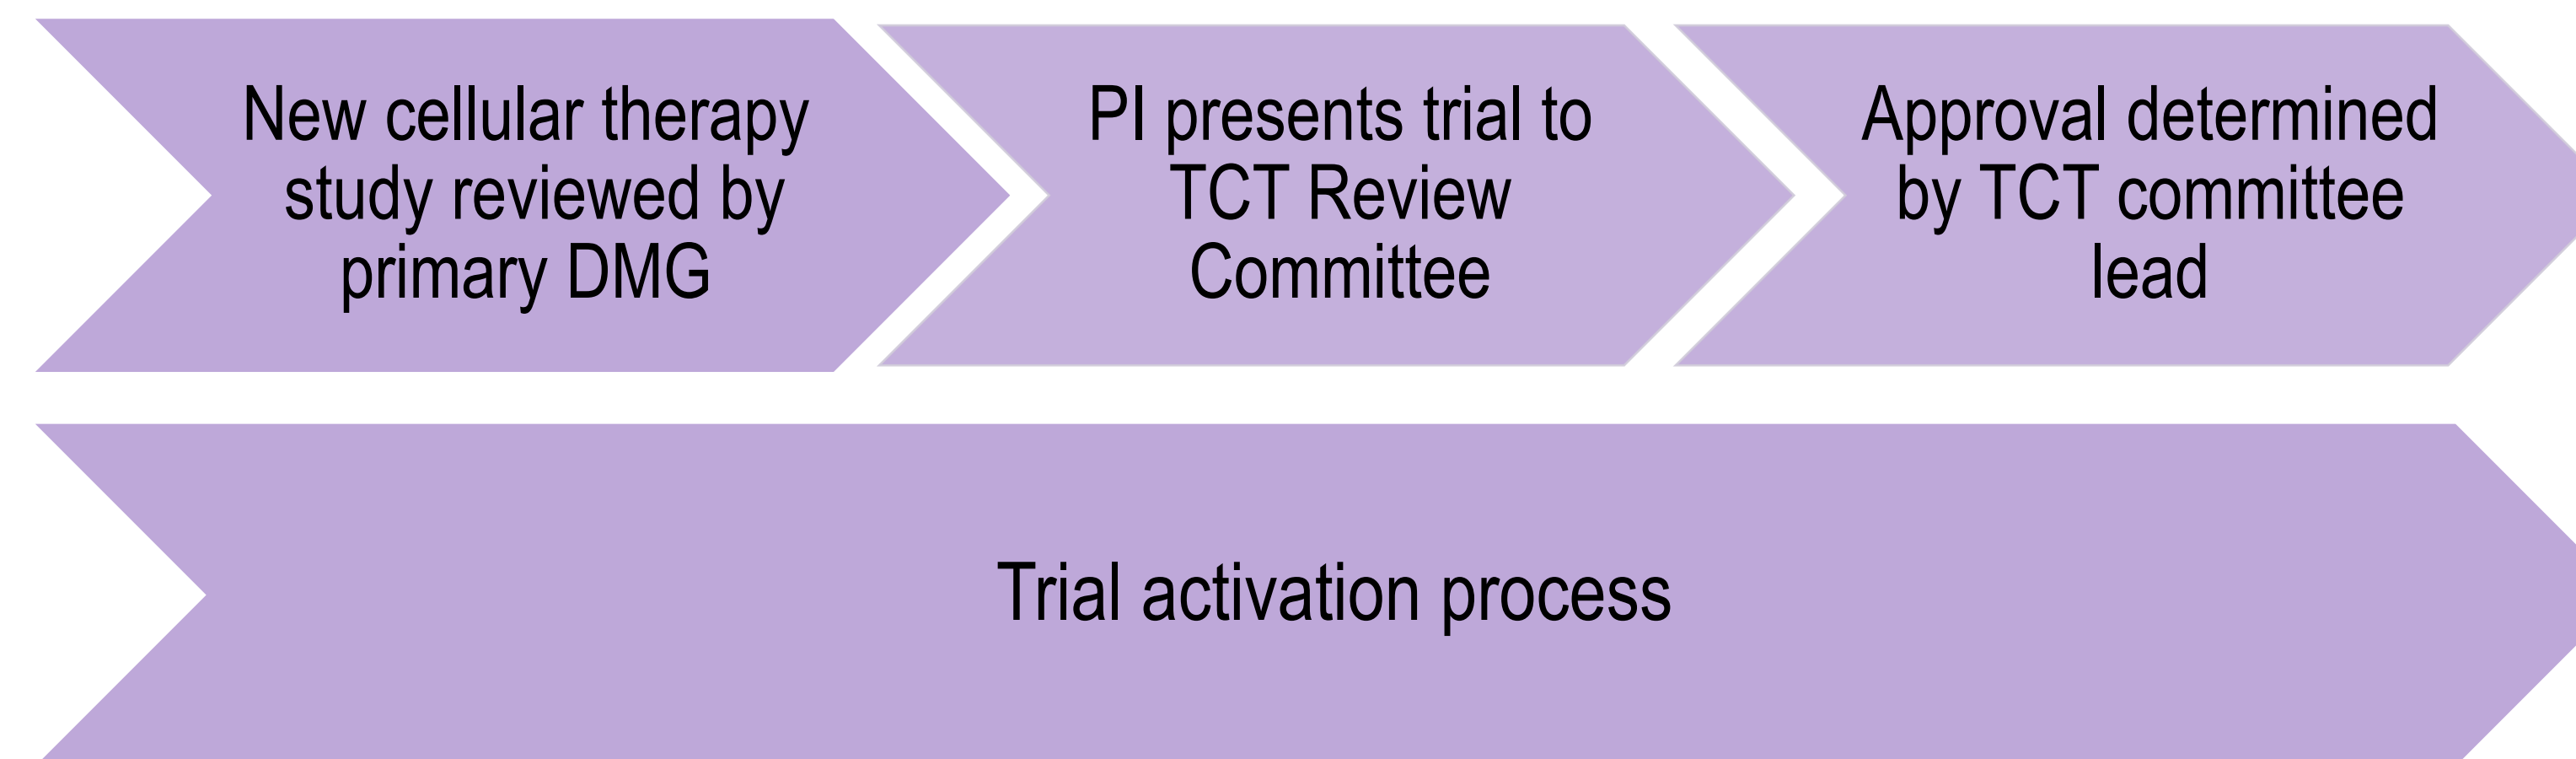 New cellular therapy
study reviewed by
primary DMG
PI presents trial to
TCT Review
Committee
Approval determined
by TCT committee
lead
Trial activation process